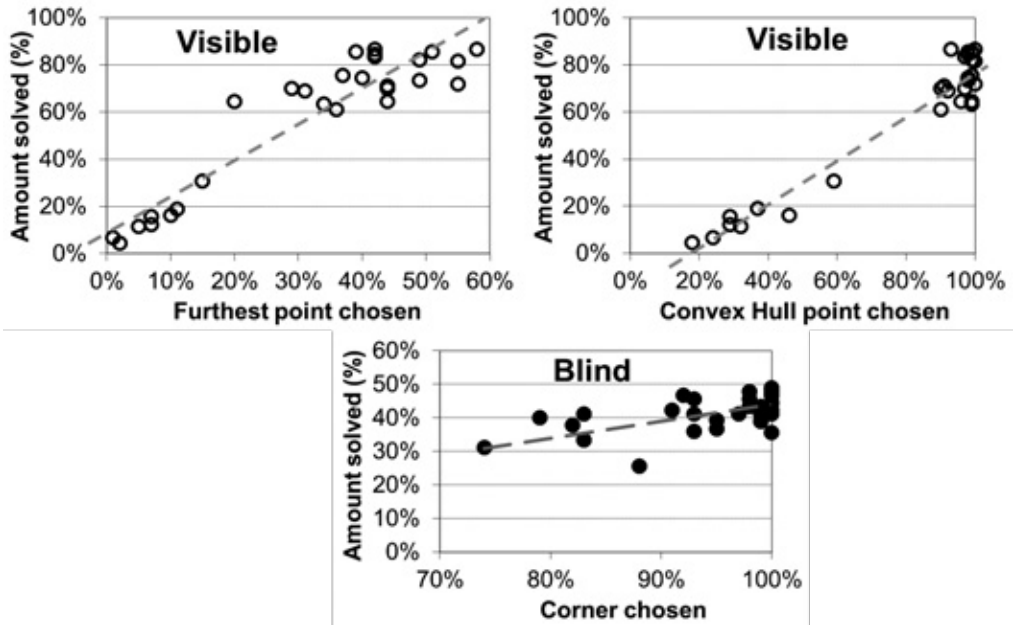 Visible
Amount solved (%)
100%
80%
60%
40%
20%
0%
0% 10% 20% 30% 40% 50% 60%
Furthest point chosen
Visible
Amount solved (%)
100%
80%
60%
40%
20%
0%
0% 20% 40% 60% 80% 100%
Convex Hull point chosen
Blind
Amount solved (%)
60%
50%
40%
30%
20%
10%
0%
70% 80% 90% 100%
Corner chosen